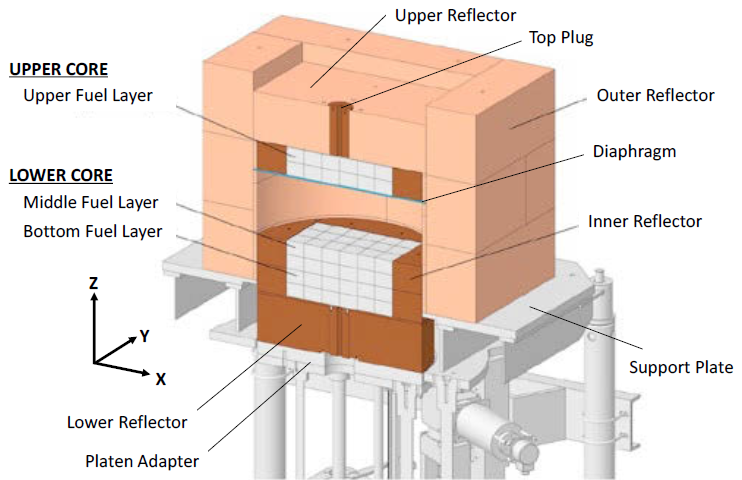 Upper Reflector
Top Plug
UPPER CORE
Upper Fuel Layer
Outer Reflector
Diaphragm
LOWER CORE
Middle Fuel Layer
Bottom Fuel Layer
Inner Reflector
Z
Y
X
Support Plate
Lower Reflector
Platen Adapter